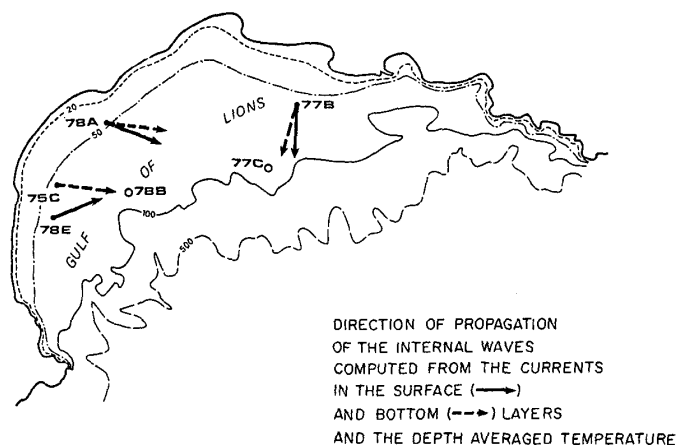 20
78A
50
LIONS
77B
OF
77C
75C
78B
100
78E
500
GULF
DIRECTION OF PROPAGATION
OF THE INTERNAL WAVES
COMPUTED FROM THE CURRENTS
IN THE SURFACE ( )
AND BOTTOM ( ) LAYERS
AND THE DEPTH AVERAGED TEMPERATURE